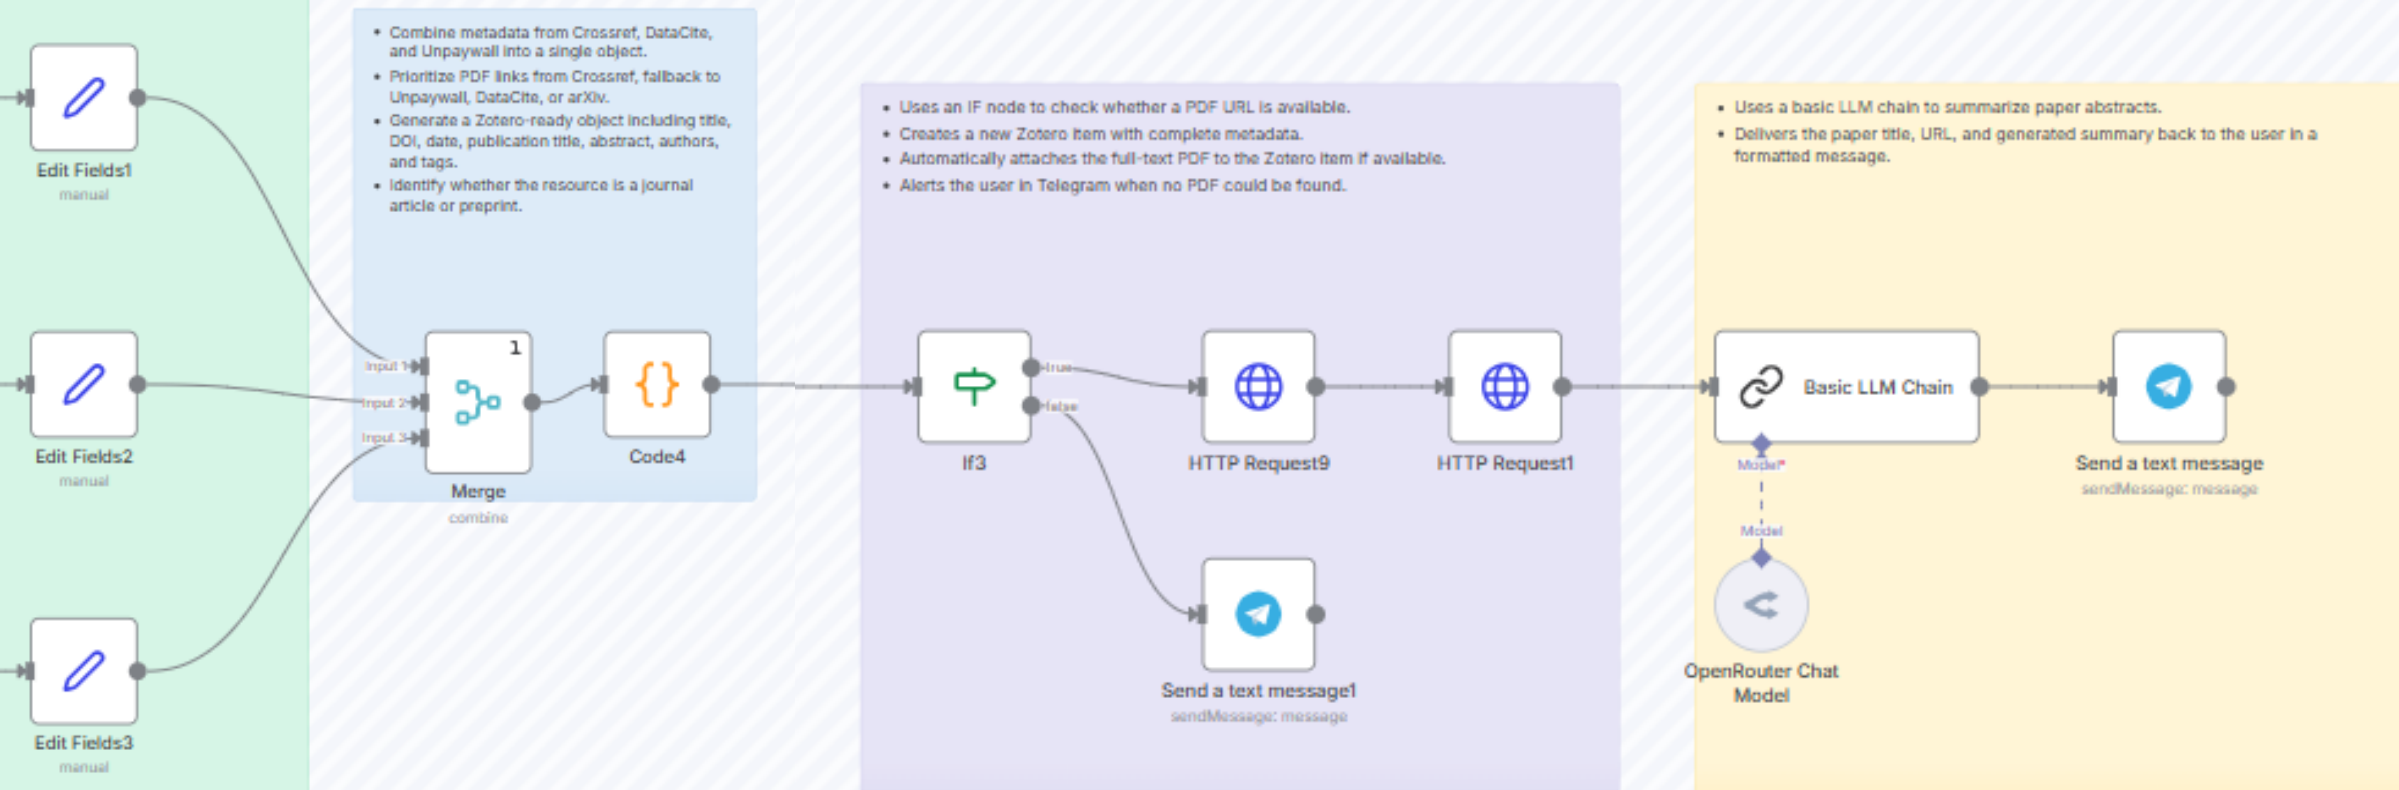 Edit Fields1
manual
Edit Fields2
manual
Edit Fields3
manual
• Combine metadata from Crossref, DataCite,
and Unpaywall into a single object.
• Prioritize PDF links from Crossref, fallback to
Unpaywall, DataCite, or arXiv.
• Generate a Zotero-ready object including title,
DOI, date, publication title, abstract, authors,
and tags.
• Identify whether the resource is a journal
article or preprint.
Input 1
Input 2
Input 3
1
Merge
combine
Code4
• Uses an IF node to check whether a PDF URL is available.
• Creates a new Zotero item with complete metadata.
• Automatically attaches the full-text PDF to the Zotero item if available.
• Alerts the user in Telegram when no PDF could be found.
If3
true
false
HTTP Request9
HTTP Request1
Send a text message1
sendMessage: message
• Uses a basic LLM chain to summarize paper abstracts.
• Delivers the paper title, URL, and generated summary back to the user in a
formatted message.
Basic LLM Chain
Model*
Model
OpenRouter Chat
Model
Send a text message
sendMessage: message